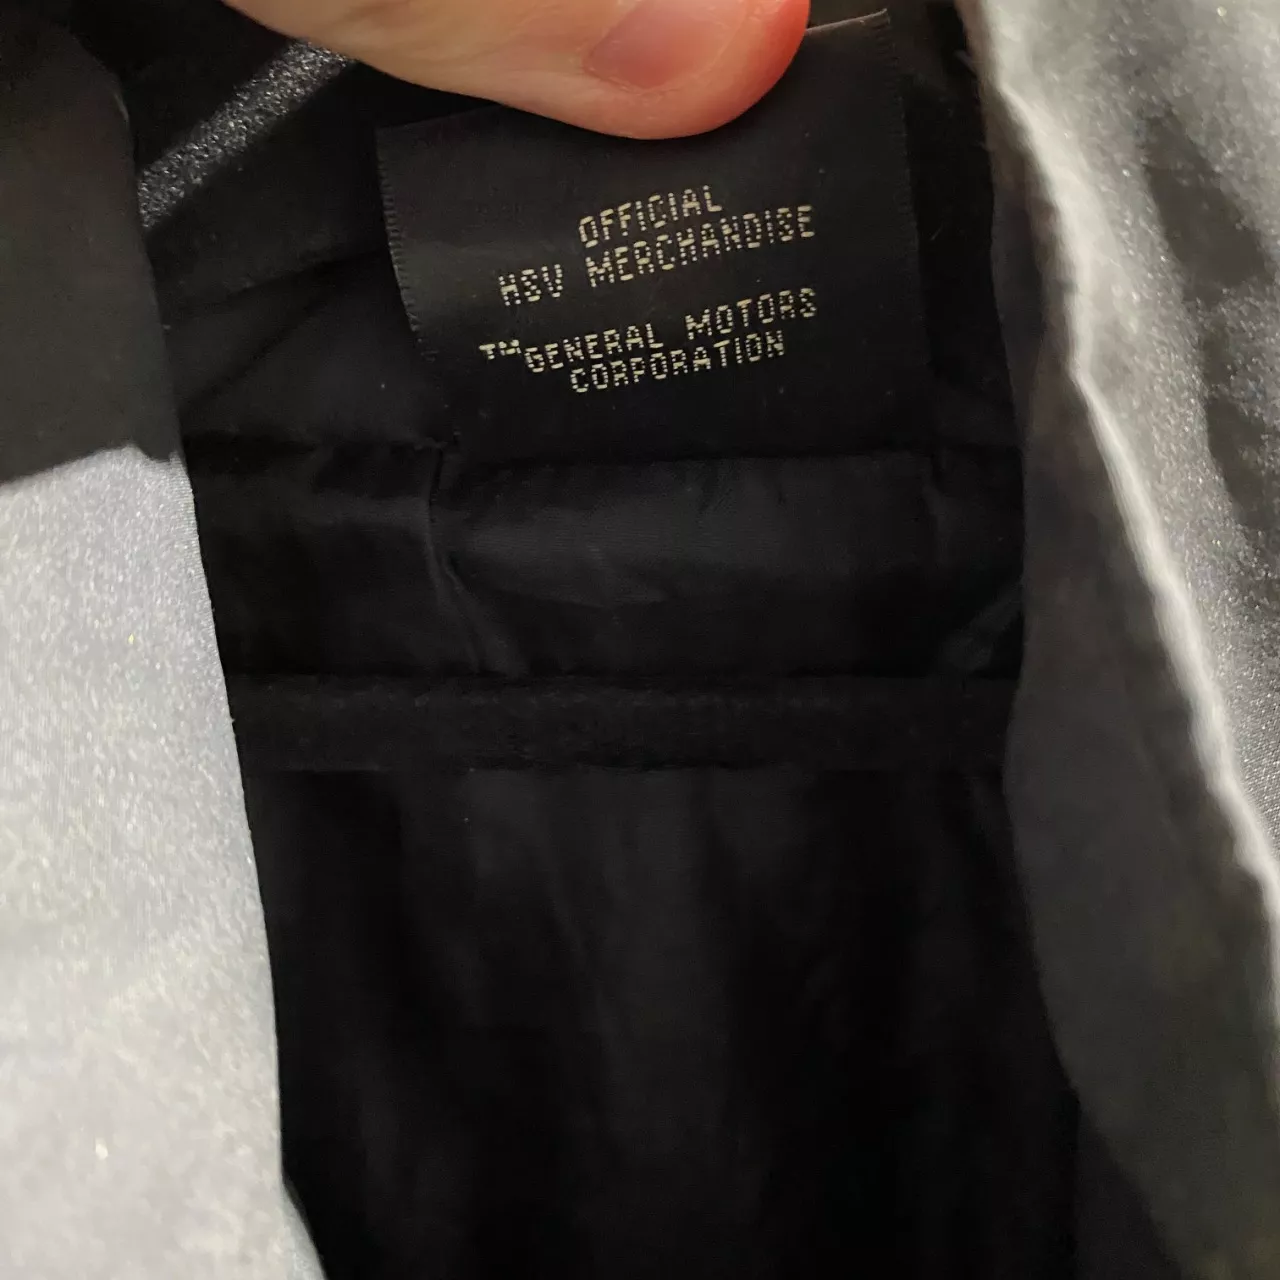 OFFICIAL
HSV MERCHANDISE
™GENERAL MOTORS
CORPORATION